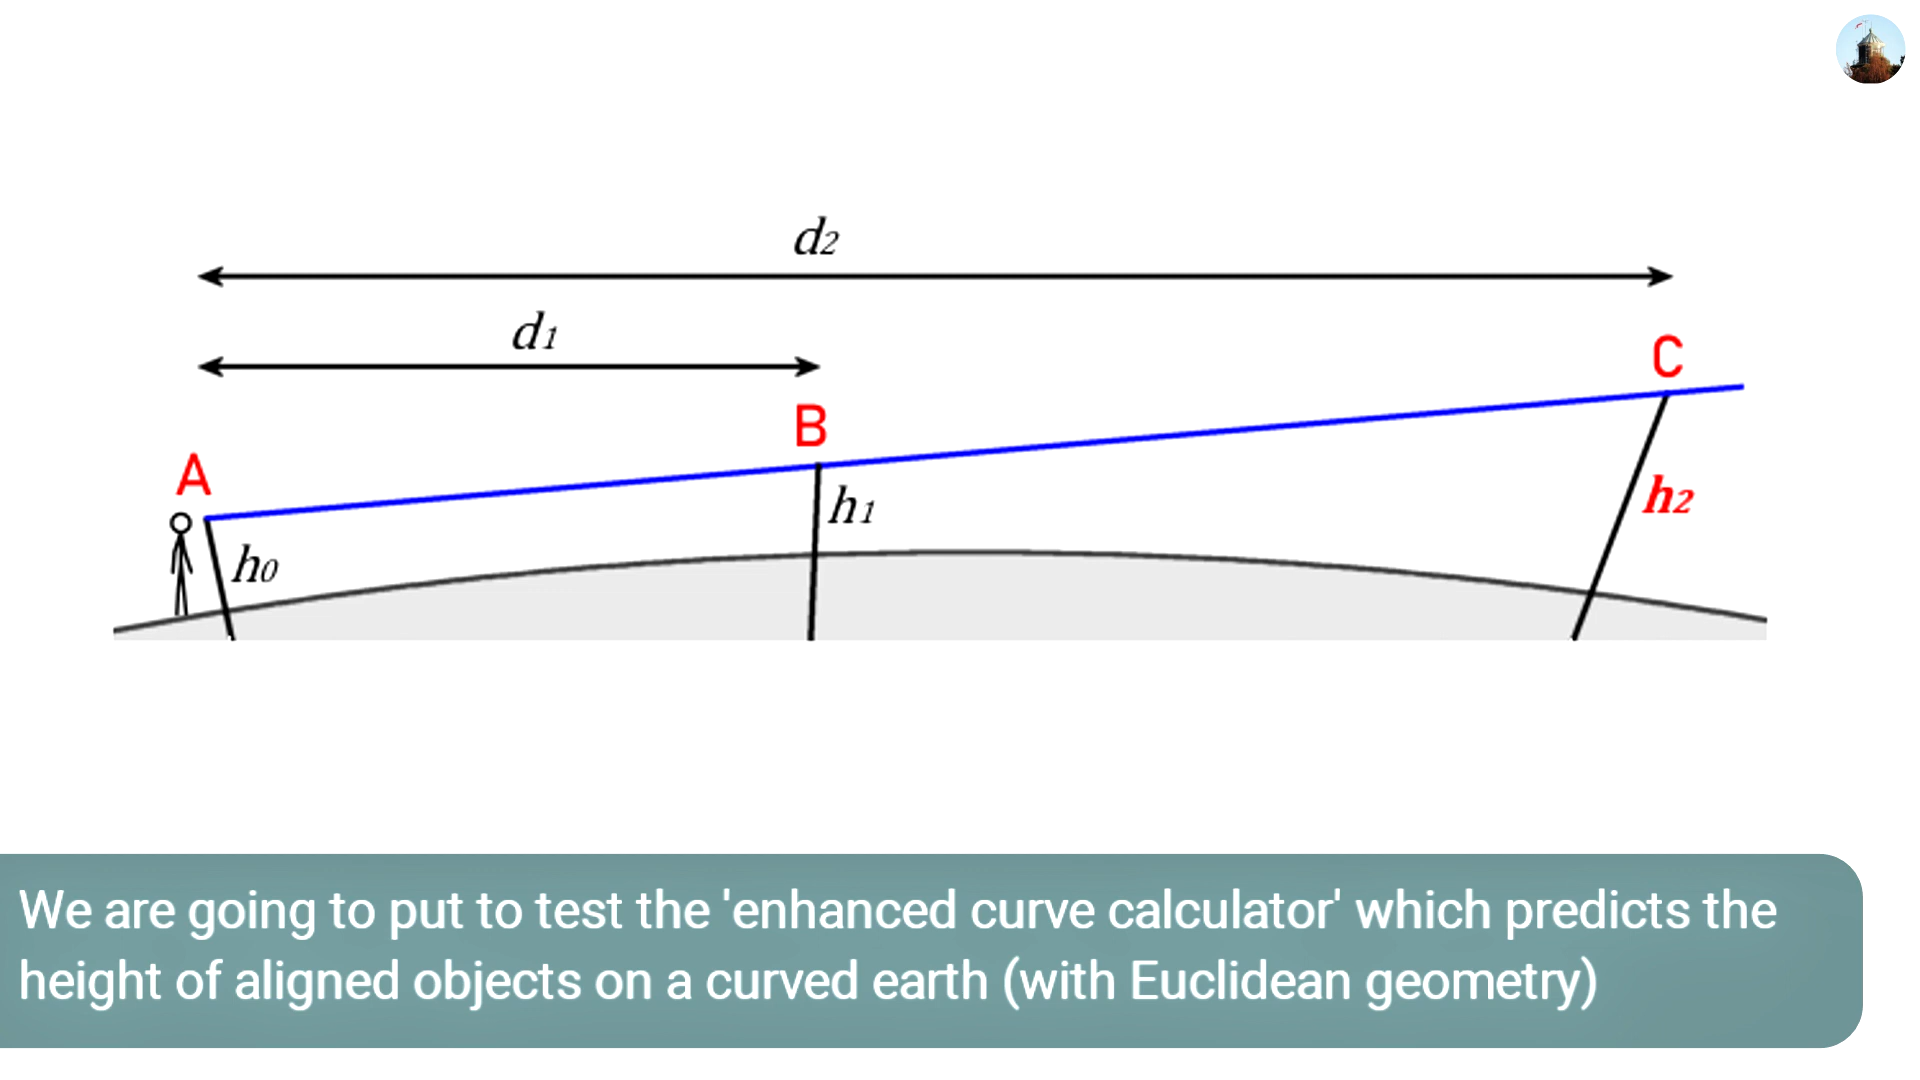 d2
d1
C
B
A
h1
h2
h0
We are going to put to test the 'enhanced curve calculator' which predicts the
height of aligned objects on a curved earth (with Euclidean geometry)